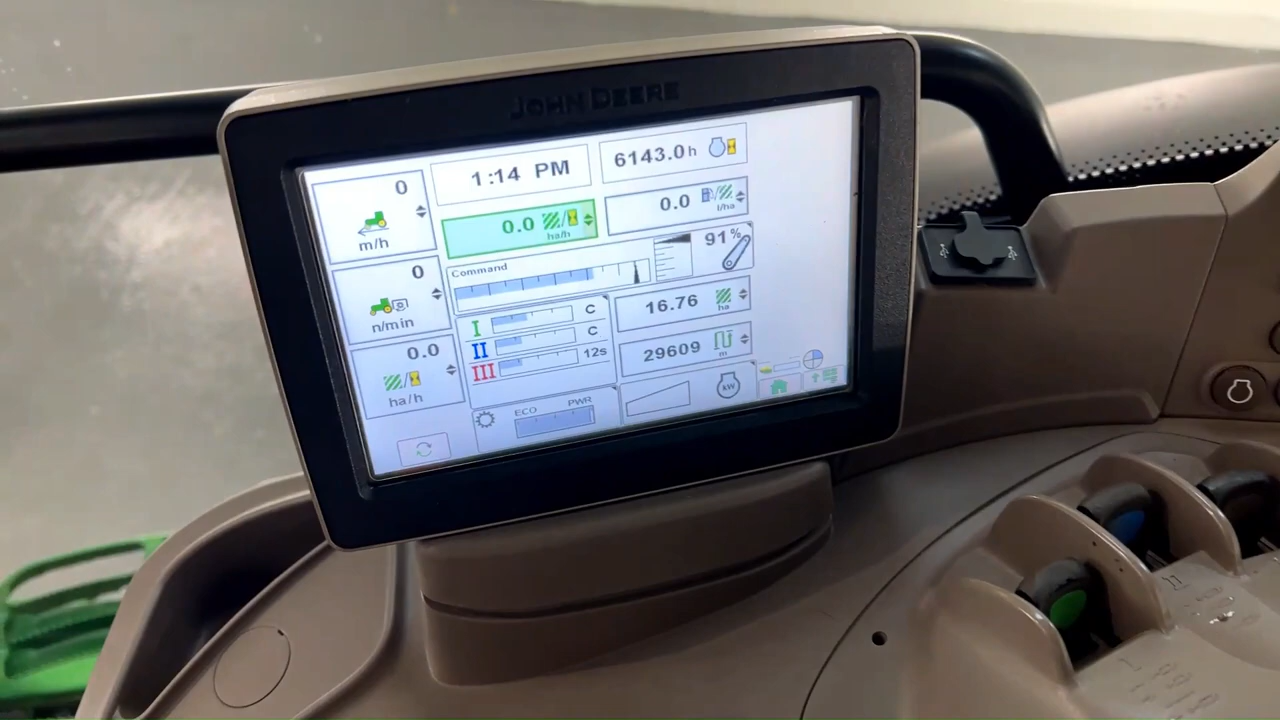 JOHN DEERE
0
m/h
1:14 PM
6143.0 h
0.0
ha/h
0.0
l/ha
0
n/min
Command
91 %
I
C
II
C
III
12s
16.76
ha
29609
m
0.0
ha/h
ECO
PWR
kW
II
I